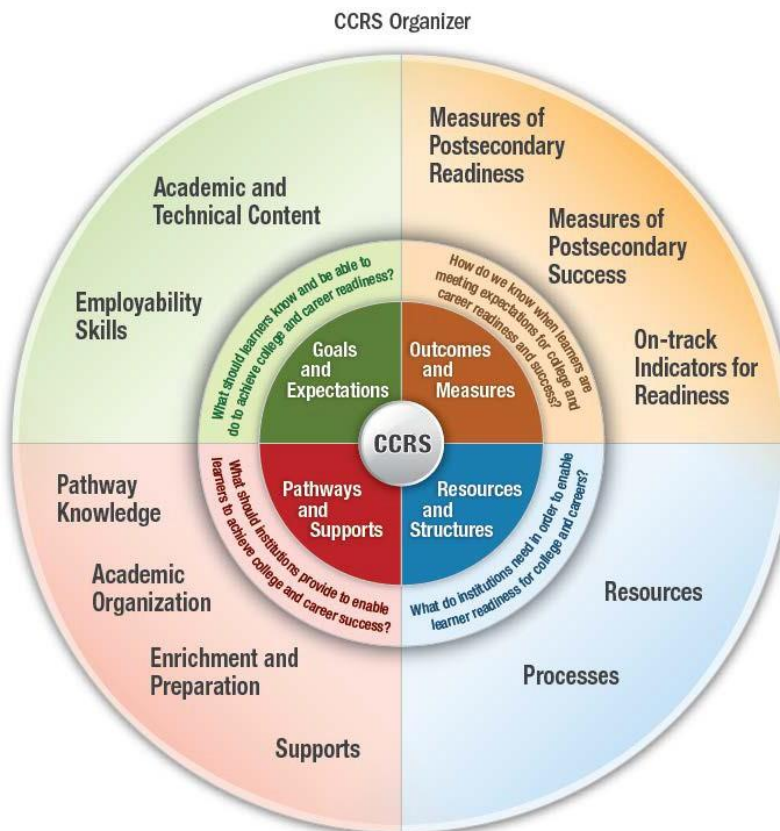 CCRS Organizer
Academic and
Technical Content
Employability
Skills
Measures of
Postsecondary
Readiness
Measures of
Postsecondary
Success
On-track
Indicators for
Readiness
What should learners know and be able to
do to achieve college and career readiness?
How do we know when learners are
meeting expectations for college and
career readiness and success?
Goals
and
Expectations
Outcomes
and
Measures
CCRS
Pathways
and
Supports
Resources
and
Structures
What should institutions provide to enable
learners to achieve college and career success?
What do institutions need in order to enable
learner readiness for college and careers?
Pathway
Knowledge
Academic
Organization
Enrichment and
Preparation
Supports
Resources
Processes